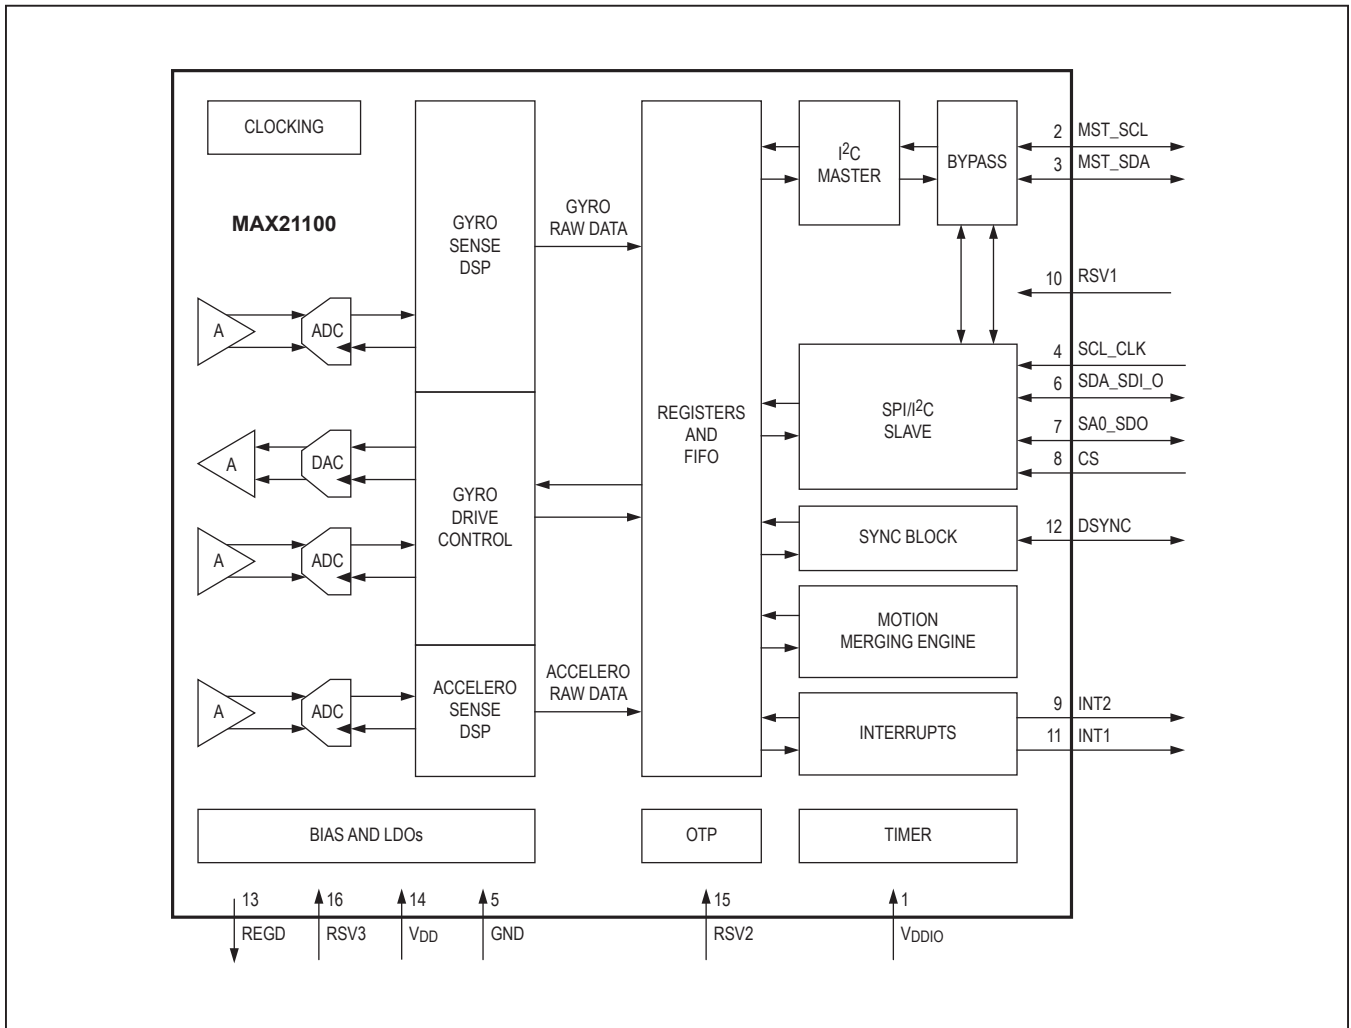 CLOCKING
MAX21100
A
ADC
A
DAC
A
ADC
A
ADC
GYRO
SENSE
DSP
GYRO
DRIVE
CONTROL
ACCELERO
SENSE
DSP
GYRO
RAW DATA
ACCELERO
RAW DATA
REGISTERS
AND
FIFO
I2C
MASTER
BYPASS
SPI/I2C
SLAVE
SYNC BLOCK
MOTION
MERGING ENGINE
INTERRUPTS
2 MST_SCL
3 MST_SDA
10 RSV1
4 SCL_CLK
6 SDA_SDI_O
7 SA0_SDO
8 CS
12 DSYNC
9 INT2
11 INT1
BIAS AND LDOs
OTP
TIMER
13 16 14 5 15 1
REGD RSV3 VDD GND RSV2 VDDIO